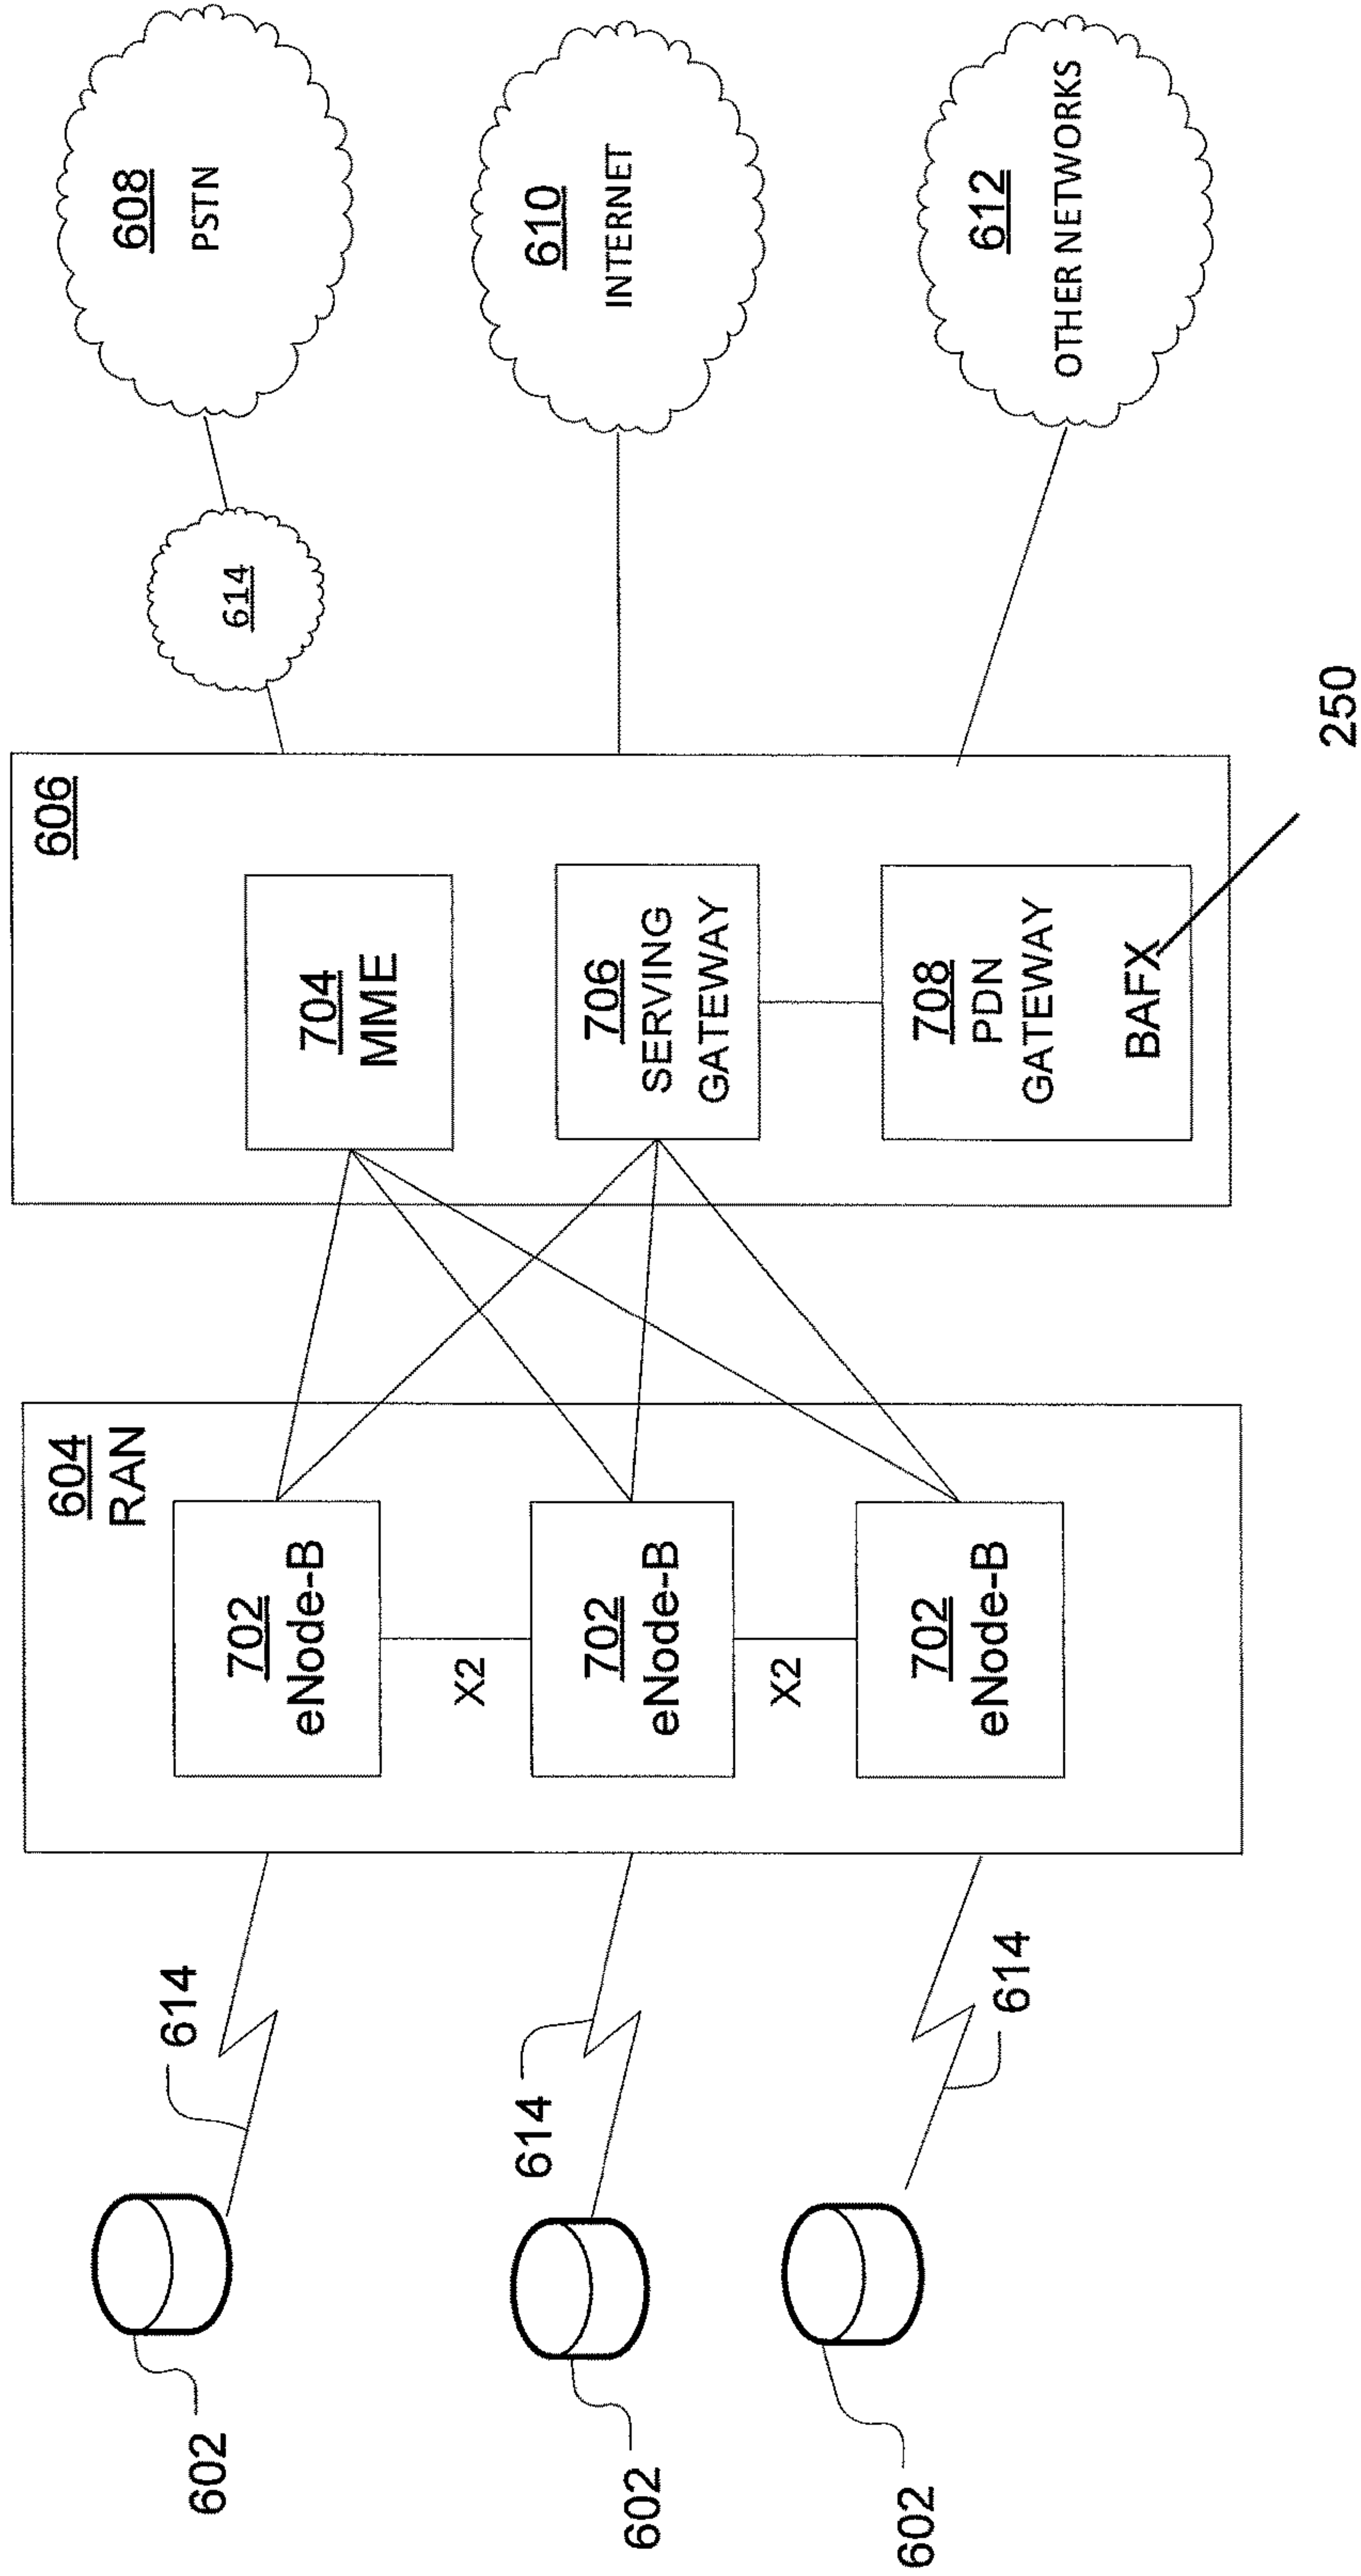 602
602
602
614
614
614
604
RAN
702
eNode-B
X2
702
eNode-B
X2
702
eNode-B
606
704
MME
706
SERVING
GATEWAY
708
PDN
GATEWAY
BAFX
250
614
608
PSTN
610
INTERNET
612
OTHER NETWORKS